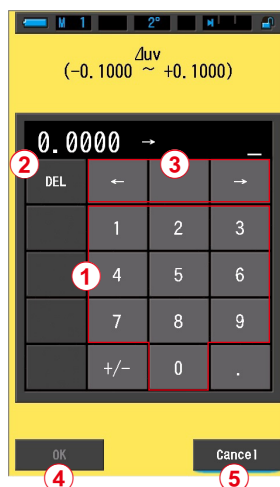 M 1 2°
⊿uv
(-0.1000 ~ +0.1000)
0.0000 → _
② ③
DEL ← →
1 2 3
① 4 5 6
7 8 9
+/- 0 .
OK Cancel
④ ⑤